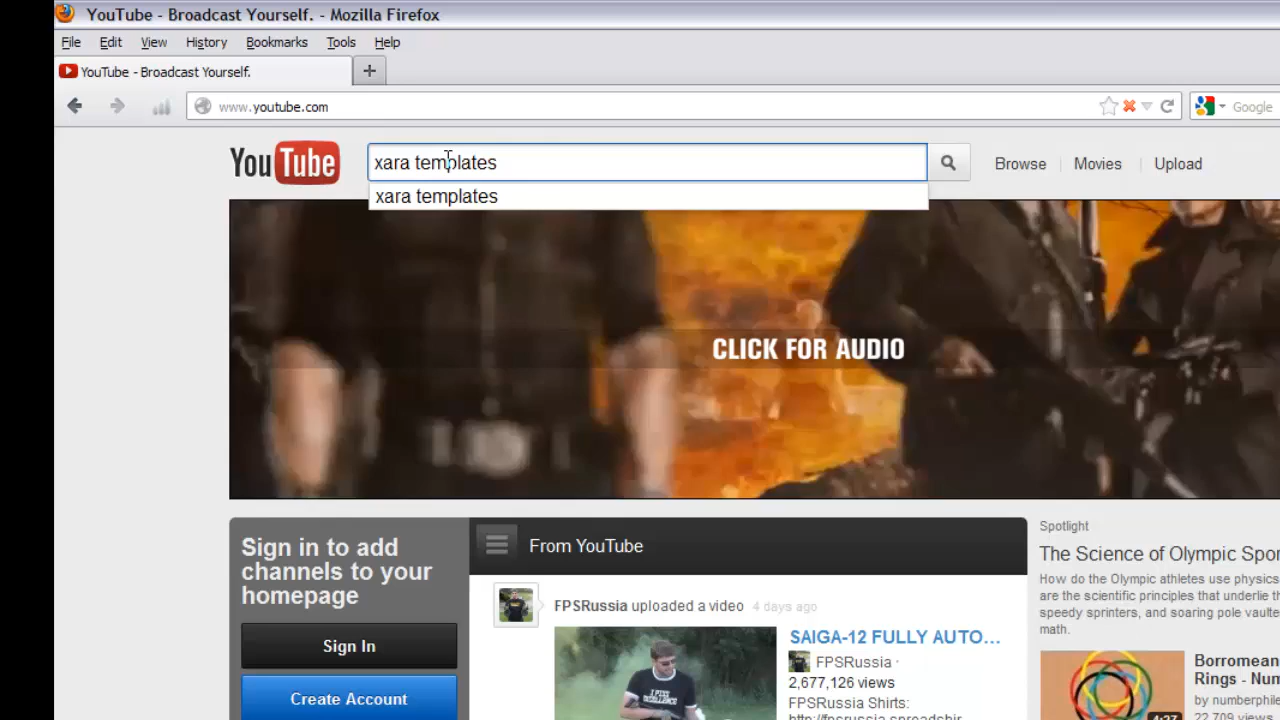 YouTube - Broadcast Yourself. - Mozilla Firefox
File Edit View History Bookmarks Tools Help
YouTube - Broadcast Yourself.
www.youtube.com
Google
YouTube
xara templates
Browse
Movies
Upload
xara templates
CLICK FOR AUDIO
Sign in to add
channels to your
homepage
Sign In
Create Account
From YouTube
FPSRussia uploaded a video 4 days ago
SAIGA-12 FULLY AUTO...
FPSRussia ·
2,677,126 views
FPSRussia Shirts:
Spotlight
The Science of Olympic Spor
How do the Olympic athletes use physics
are the scientific principles that underlie th
speedy sprinters, and soaring pole vaulte
math.
Borromean
Rings - Num
by numberphile
22,709 views